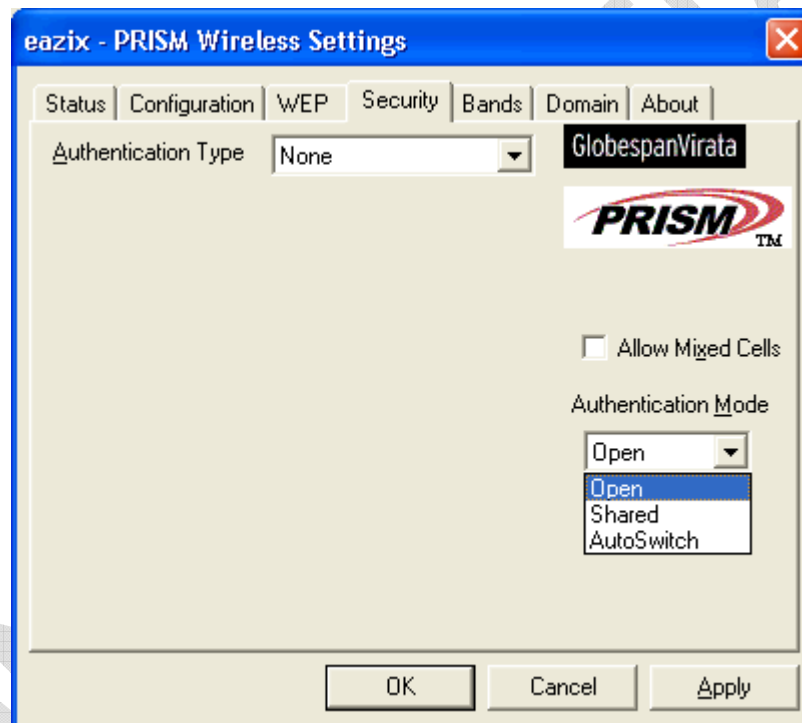 eazix - PRISM Wireless Settings
Status Configuration WEP Security Bands Domain About
Authentication Type None
GlobespanVirata
PRISM TM
Allow Mixed Cells
Authentication Mode
Open
Open
Shared
AutoSwitch
OK Cancel Apply